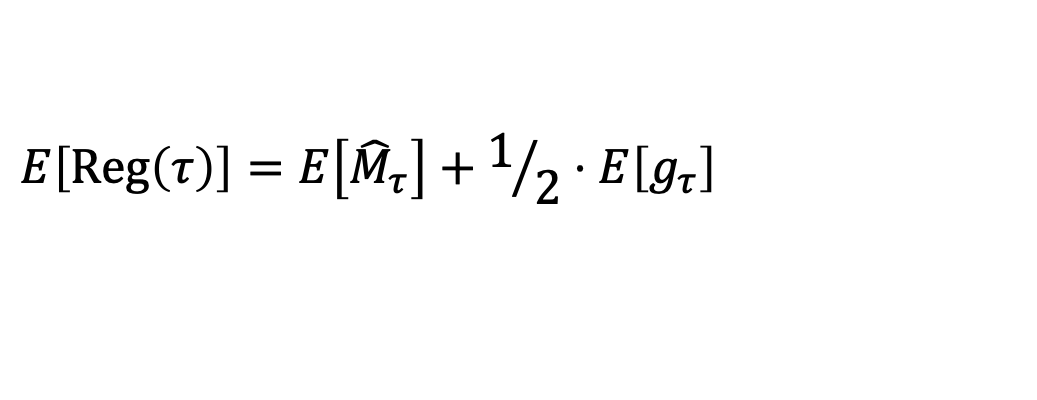 E[Reg(τ)] = E[M̂_τ] + 1/2 · E[g_τ]